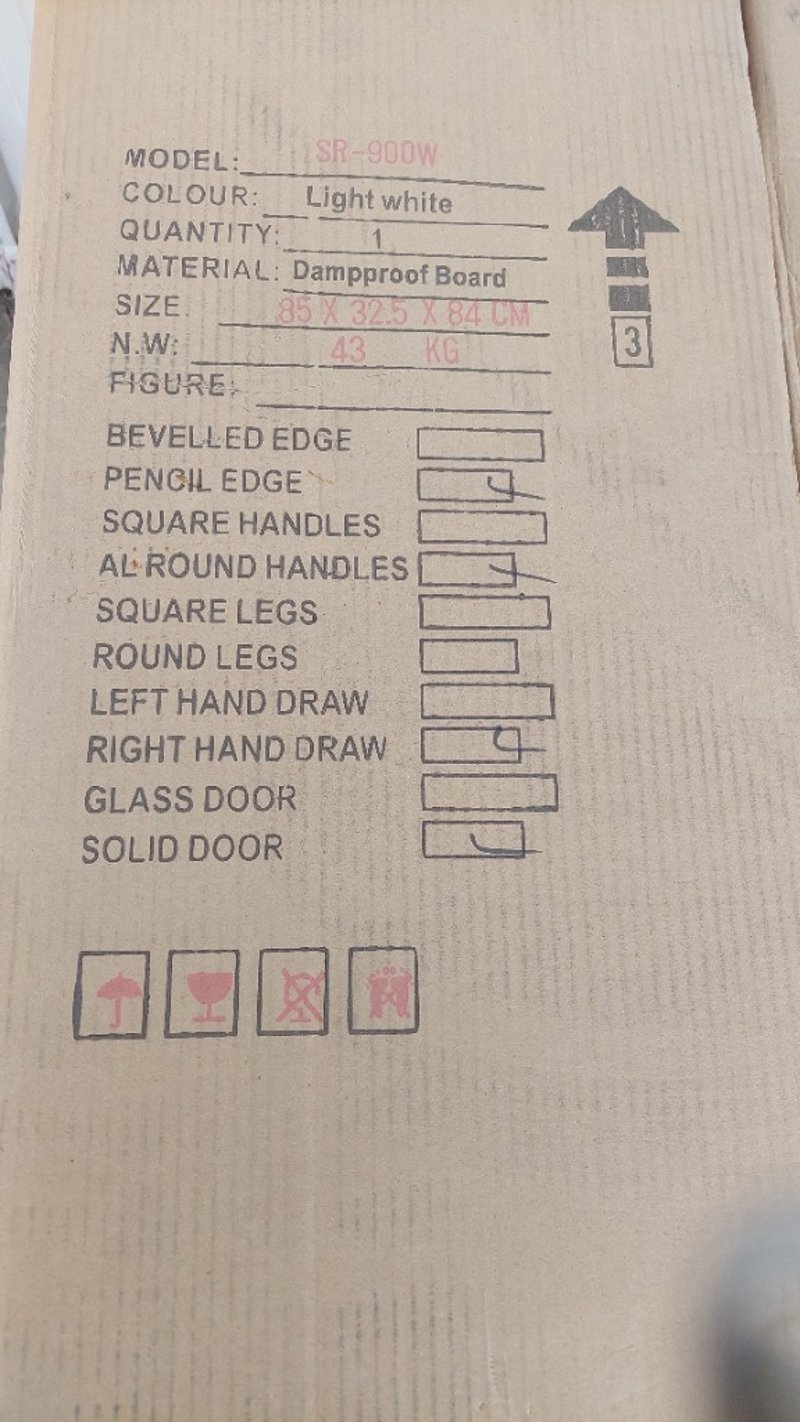 MODEL: SR-900W
COLOUR: Light white
QUANTITY: 1
MATERIAL: Dampproof Board
SIZE. 85 X 32.5 X 84 CM
N.W: 43 KG
3
FIGURE:
BEVELLED EDGE
PENCIL EDGE
SQUARE HANDLES
AL ROUND HANDLES
SQUARE LEGS
ROUND LEGS
LEFT HAND DRAW
RIGHT HAND DRAW
GLASS DOOR
SOLID DOOR